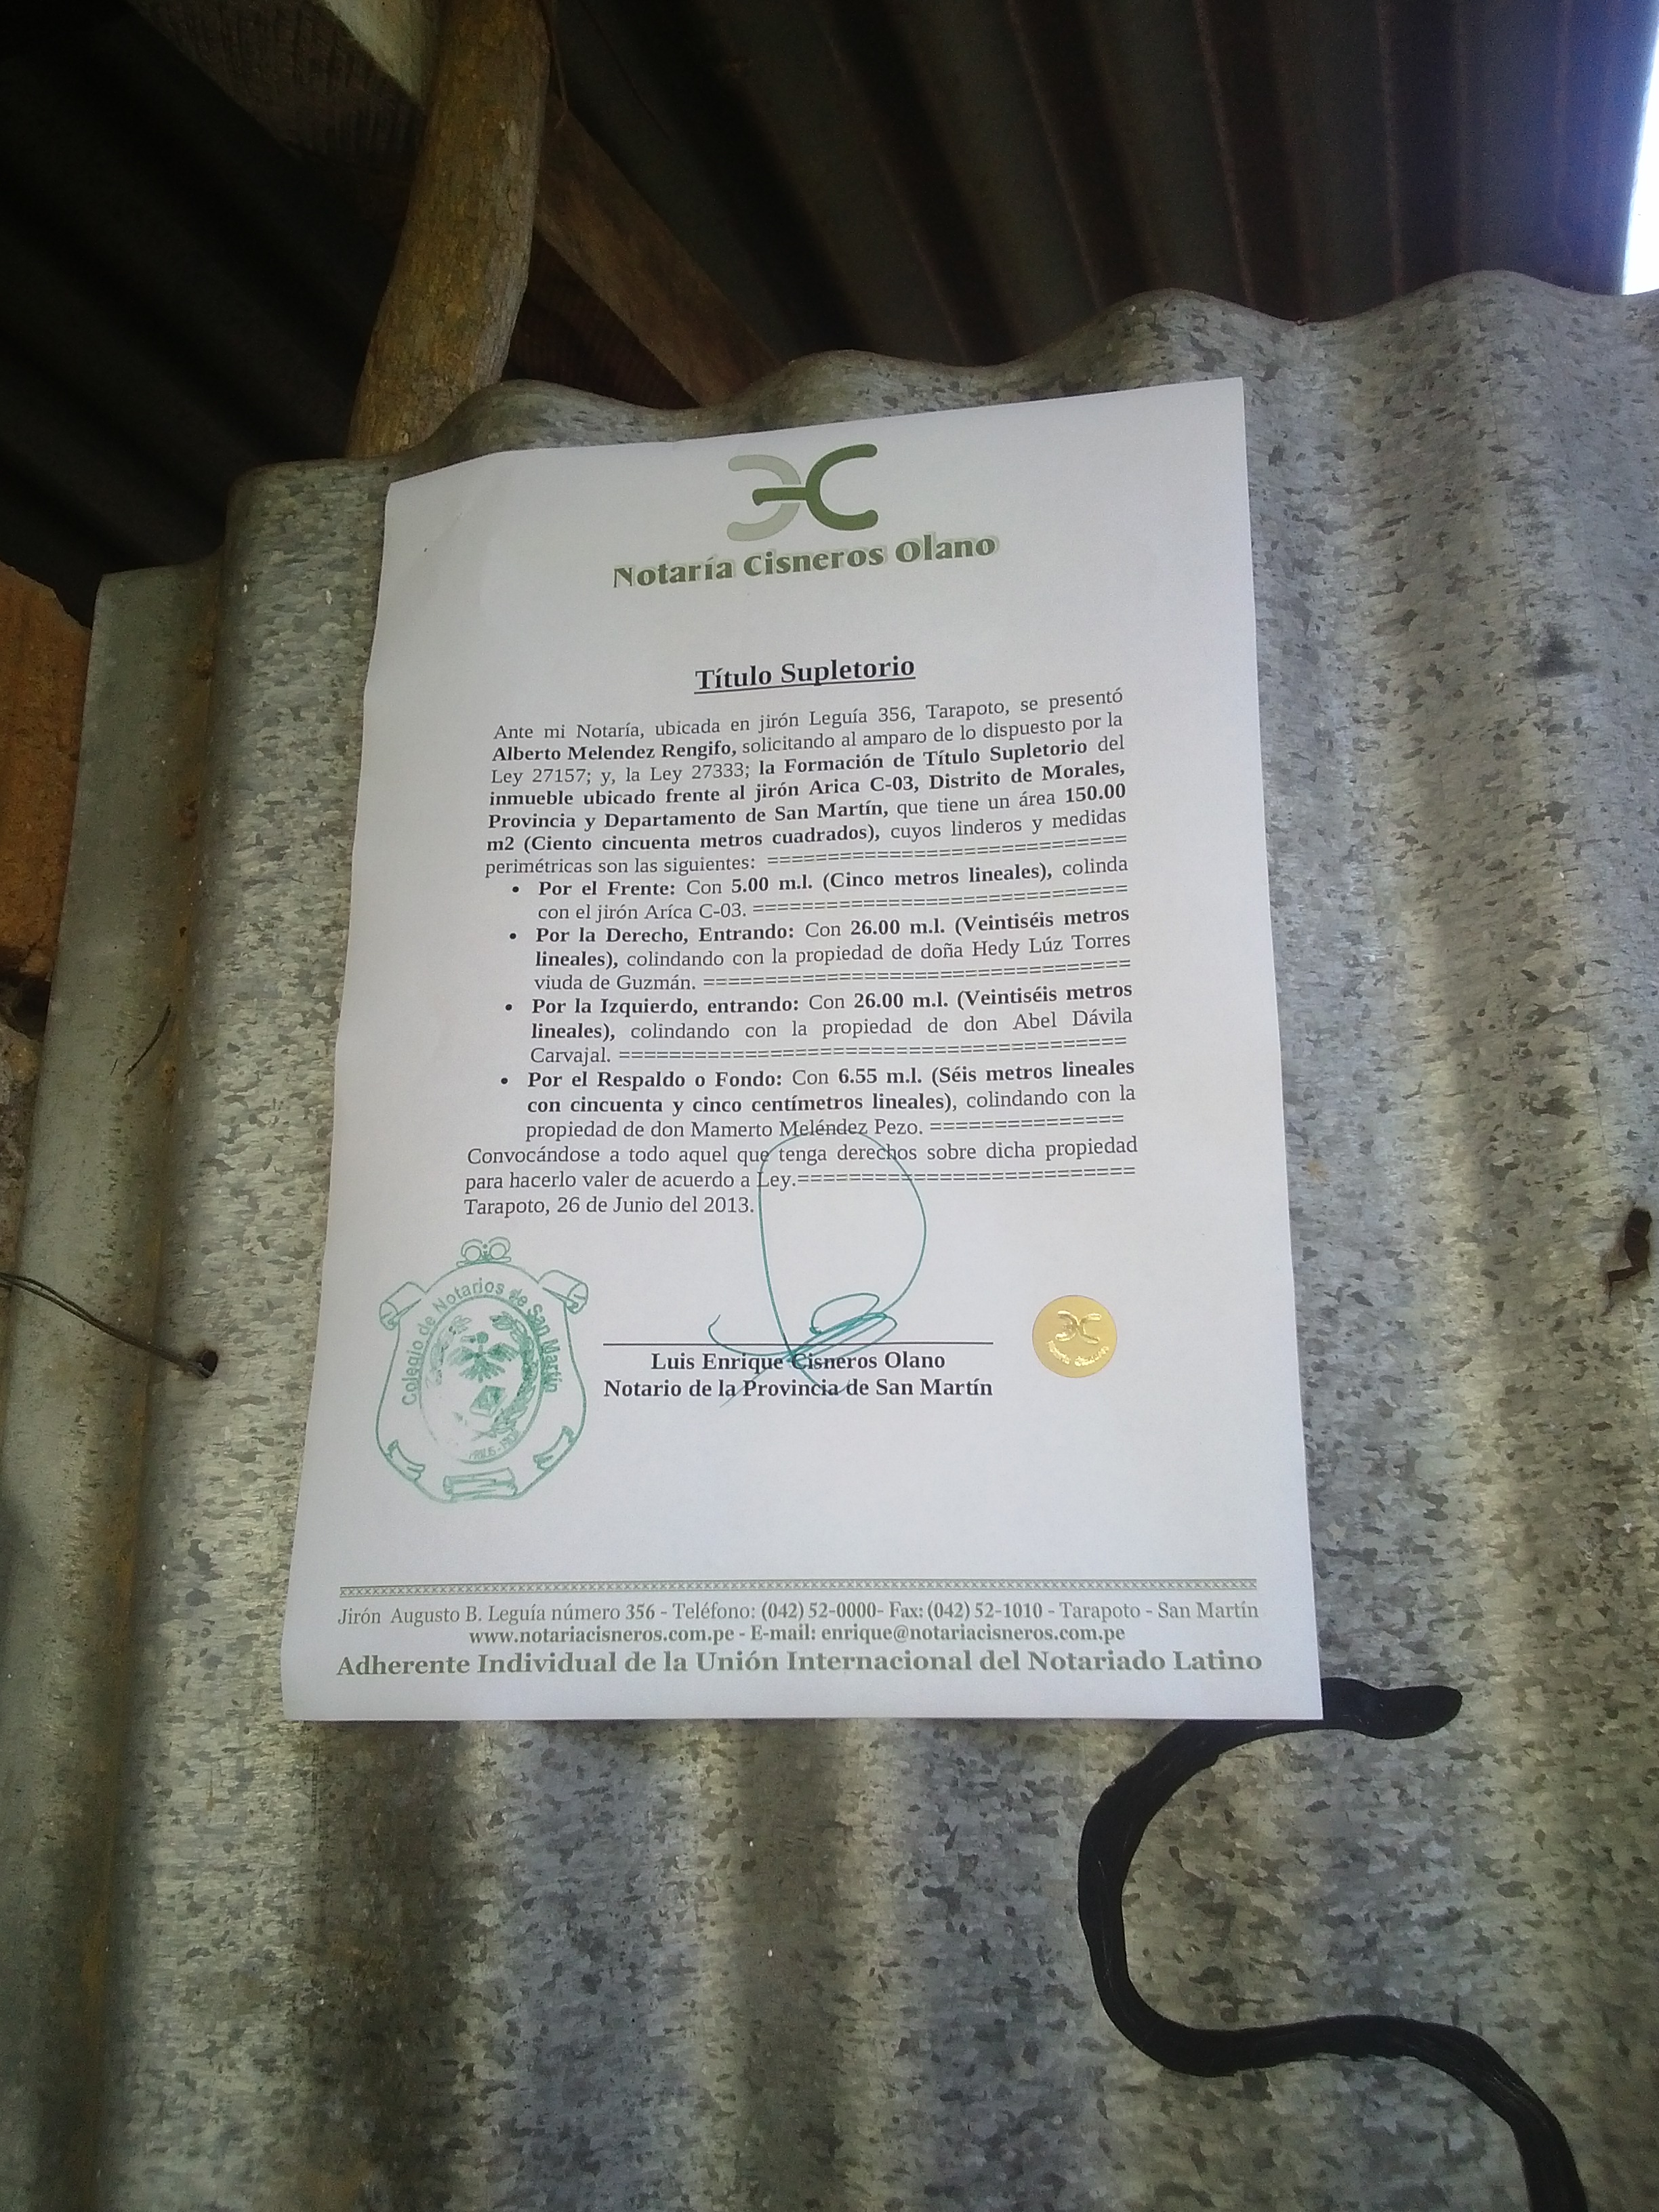 Notaría Cisneros Olano
Título Supletorio
Ante mi Notaría, ubicada en jirón Leguía 356, Tarapoto, se presentó
Alberto Melendez Rengifo, solicitando al amparo de lo dispuesto por la
Ley 27157; y, la Ley 27333; la Formación de Título Supletorio del
inmueble ubicado frente al jirón Arica C-03, Distrito de Morales,
Provincia y Departamento de San Martín, que tiene un área 150.00
m2 (Ciento cincuenta metros cuadrados), cuyos linderos y medidas
perimétricas son las siguientes: ==============================
• Por el Frente: Con 5.00 m.l. (Cinco metros lineales), colinda
con el jirón Aríca C-03. ================================
• Por la Derecho, Entrando: Con 26.00 m.l. (Veintiséis metros
lineales), colindando con la propiedad de doña Hedy Lúz Torres
viuda de Guzmán. ====================================
• Por la Izquierdo, entrando: Con 26.00 m.l. (Veintiséis metros
lineales), colindando con la propiedad de don Abel Dávila
Carvajal. ===========================================
• Por el Respaldo o Fondo: Con 6.55 m.l. (Séis metros lineales
con cincuenta y cinco centímetros lineales), colindando con la
propiedad de don Mamerto Meléndez Pezo. ================
Convocándose a todo aquel que tenga derechos sobre dicha propiedad
para hacerlo valer de acuerdo a Ley.============================
Tarapoto, 26 de Junio del 2013.
Colegio de Notarios de San Martín
Luis Enrique Cisneros Olano
Notario de la Provincia de San Martín
Jirón Augusto B. Leguía número 356 - Teléfono: (042) 52-0000- Fax: (042) 52-1010 - Tarapoto - San Martín
www.notariacisneros.com.pe - E-mail: enrique@notariacisneros.com.pe
Adherente Individual de la Unión Internacional del Notariado Latino